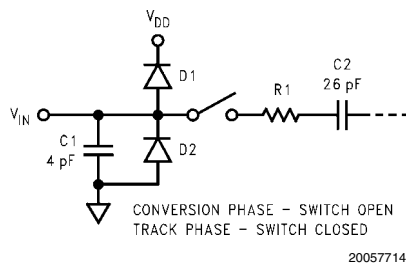 VDD
D1
C2
26 pF
R1
VIN
C1
4 pF
D2
CONVERSION PHASE – SWITCH OPEN
TRACK PHASE – SWITCH CLOSED
20057714